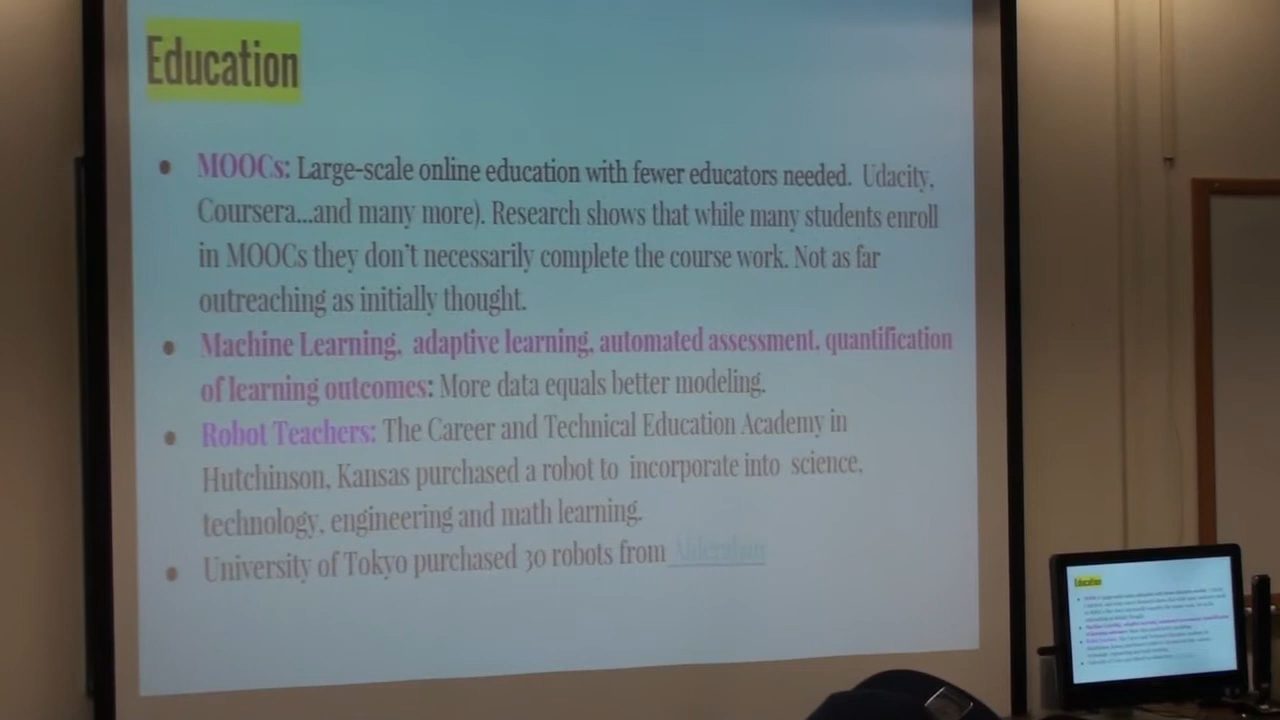 Education
MOOCs: Large-scale online education with fewer educators needed. Udacity,
Coursera...and many more). Research shows that while many students enroll
in MOOCs they don't necessarily complete the course work. Not as far
outreaching as initially thought.
Machine Learning, adaptive learning, automated assessment, quantification
of learning outcomes: More data equals better modeling.
Robot Teachers: The Career and Technical Education Academy in
Hutchinson, Kansas purchased a robot to incorporate into science,
technology, engineering and math learning.
University of Tokyo purchased 30 robots from
Education